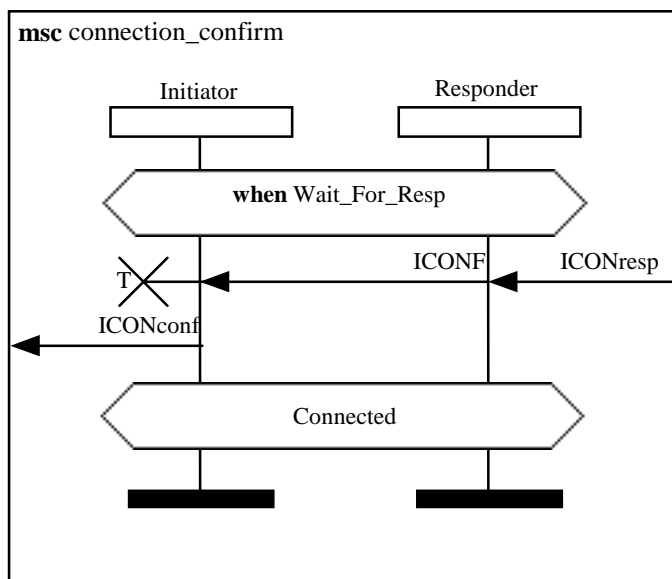 msc connection_confirm
Initiator
Responder
when Wait_For_Resp
ICONF
ICONresp
T
ICONconf
Connected